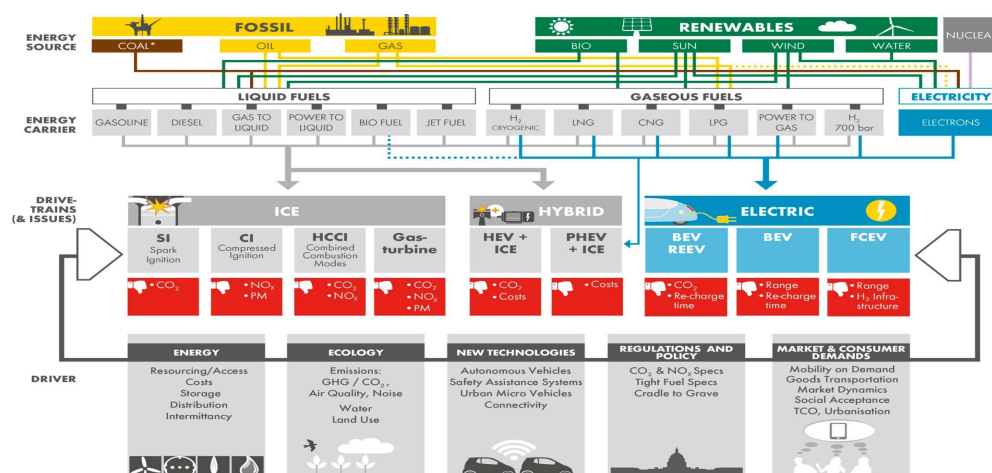 ENERGY
SOURCE
FOSSIL
RENEWABLES
COAL*
OIL
GAS
BIO
SUN
WIND
WATER
NUCLEA
LIQUID FUELS
GASEOUS FUELS
ELECTRICITY
ENERGY
CARRIER
GASOLINE
DIESEL
GAS TO
LIQUID
POWER TO
LIQUID
BIO FUEL
JET FUEL
H2
CRYOGENIC
LNG
CNG
LPG
POWER TO
GAS
H2
700 bar
ELECTRONS
DRIVE-
TRAINS
(& ISSUES)
ICE
HYBRID
ELECTRIC
SI
Spark
Ignition
CI
Compressed
Ignition
HCCI
Combined
Combustion
Modes
Gas-
turbine
HEV +
ICE
PHEV
+ ICE
BEV
REEV
BEV
FCEV
• CO2
• NOx
• PM
• CO2
• NOx
• CO2
• NOx
• PM
• CO2
• Costs
• Costs
• CO2
• Re-charge
time
• Range
• Re-charge
time
• Range
• H2 Infra-
structure
DRIVER
ENERGY
Resourcing/Access
Costs
Storage
Distribution
Intermittancy
ECOLOGY
Emissions:
GHG / CO2,
Air Quality, Noise
Water
Land Use
NEW TECHNOLOGIES
Autonomous Vehicles
Safety Assistance Systems
Urban Micro Vehicles
Connectivity
REGULATIONS AND
POLICY
CO2 & NOx Specs
Tight Fuel Specs
Cradle to Grave
MARKET & CONSUMER
DEMANDS
Mobility on Demand
Goods Transportation
Market Dynamics
Social Acceptance
TCO, Urbanisation